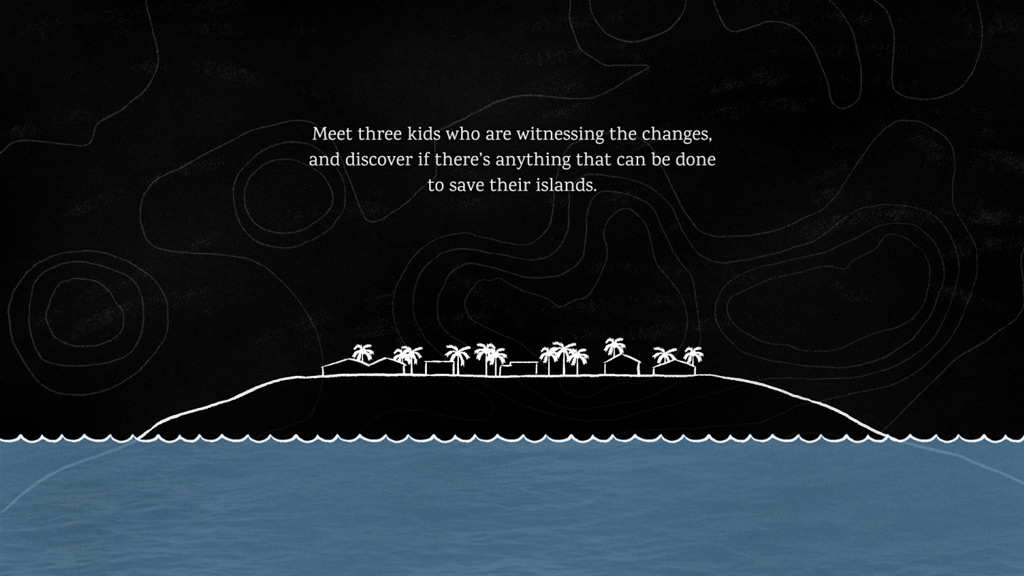 Meet three kids who are witnessing the changes,
and discover if there's anything that can be done
to save their islands.